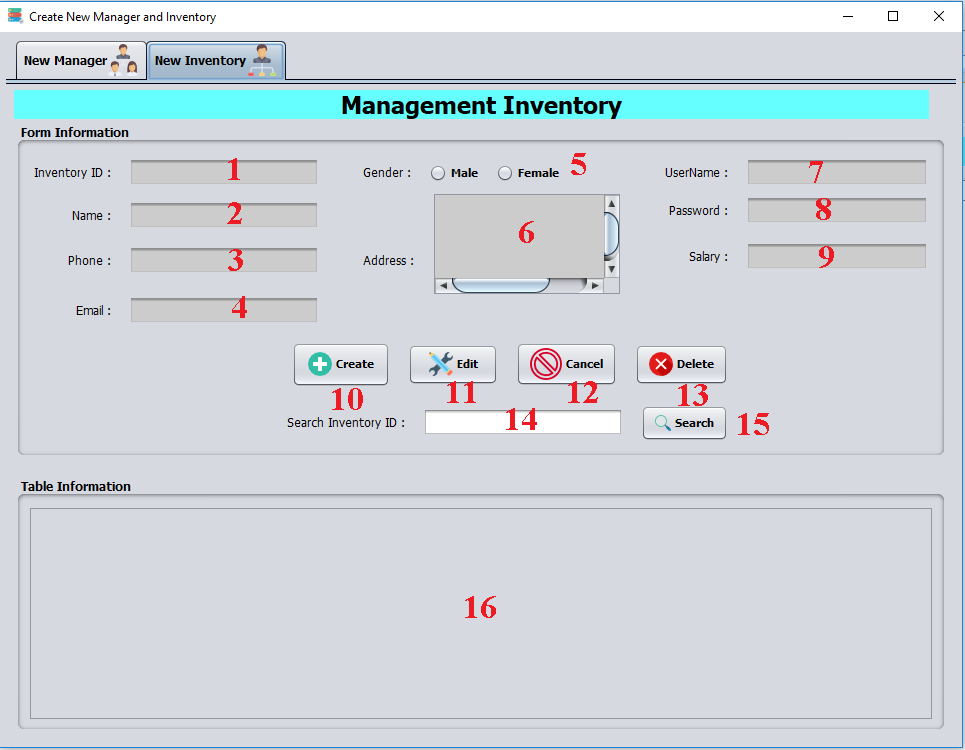 Create New Manager and Inventory
New Manager New Inventory
Management Inventory
Form Information
Inventory ID : 1 Gender : Male Female 5 UserName : 7
Name : 2 6 Password : 8
Phone : 3 Address : Salary : 9
Email : 4
Create Edit Cancel Delete
10 11 12 13
Search Inventory ID : 14 Search 15
Table Information
16